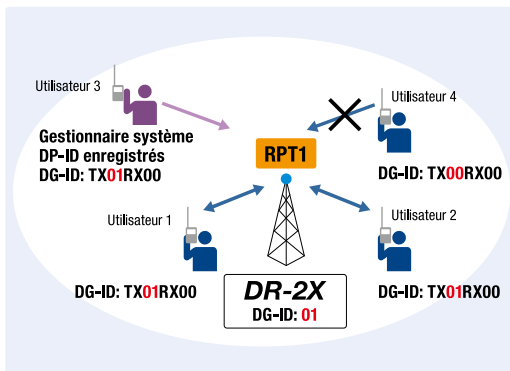 Utilisateur 3
Gestionnaire système
DP-ID enregistrés
DG-ID: TX01RX00
Utilisateur 4
DG-ID: TX00RX00
RPT1
Utilisateur 1
DG-ID: TX01RX00
Utilisateur 2
DG-ID: TX01RX00
DR-2X
DG-ID: 01